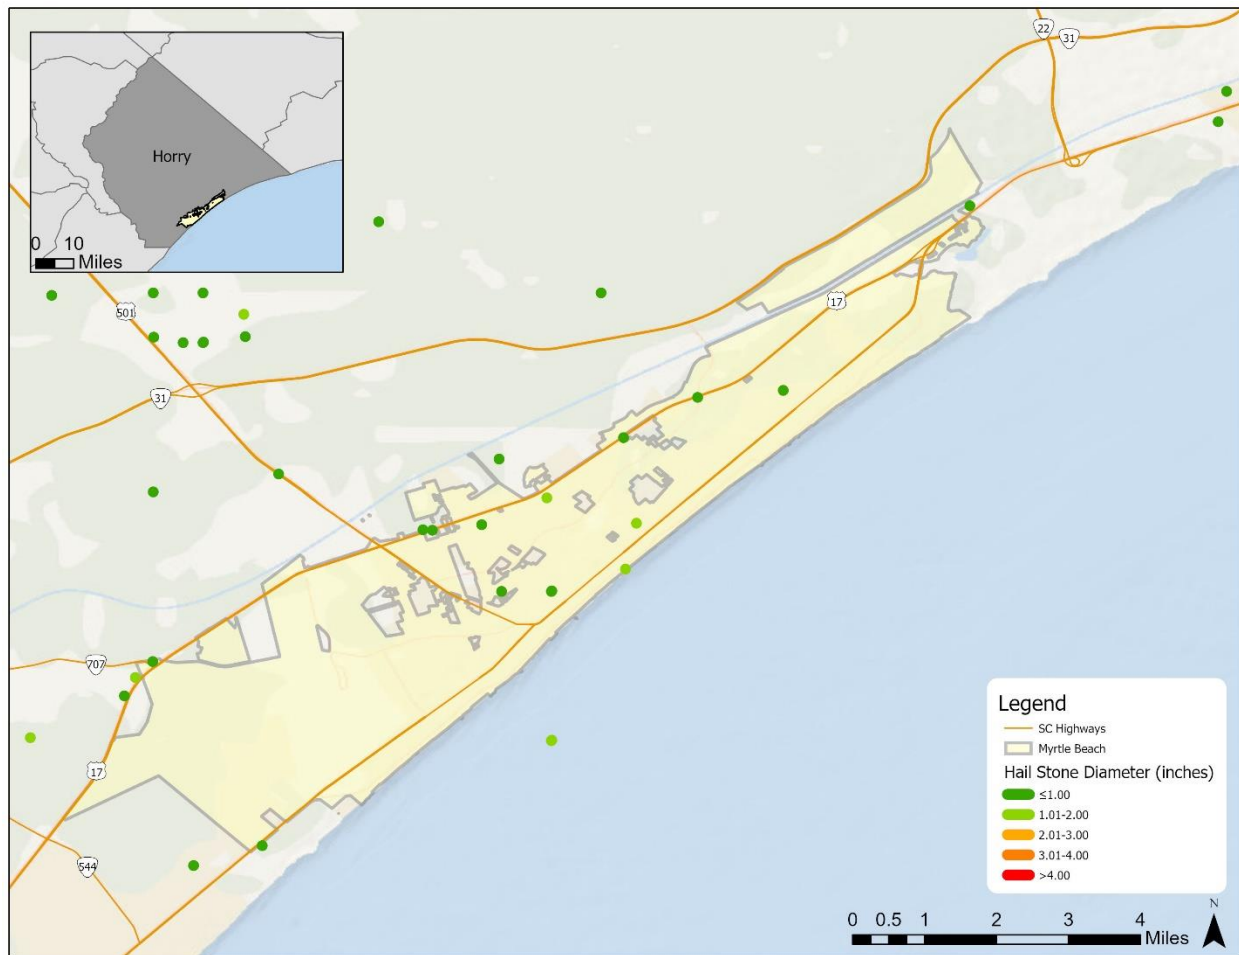 22
31
Horry
0 10
Miles
501
17
31
707
17
544
Legend
SC Highways
Myrtle Beach
Hail Stone Diameter (inches)
≤1.00
1.01-2.00
2.01-3.00
3.01-4.00
>4.00
N
0 0.5 1 2 3 4
Miles